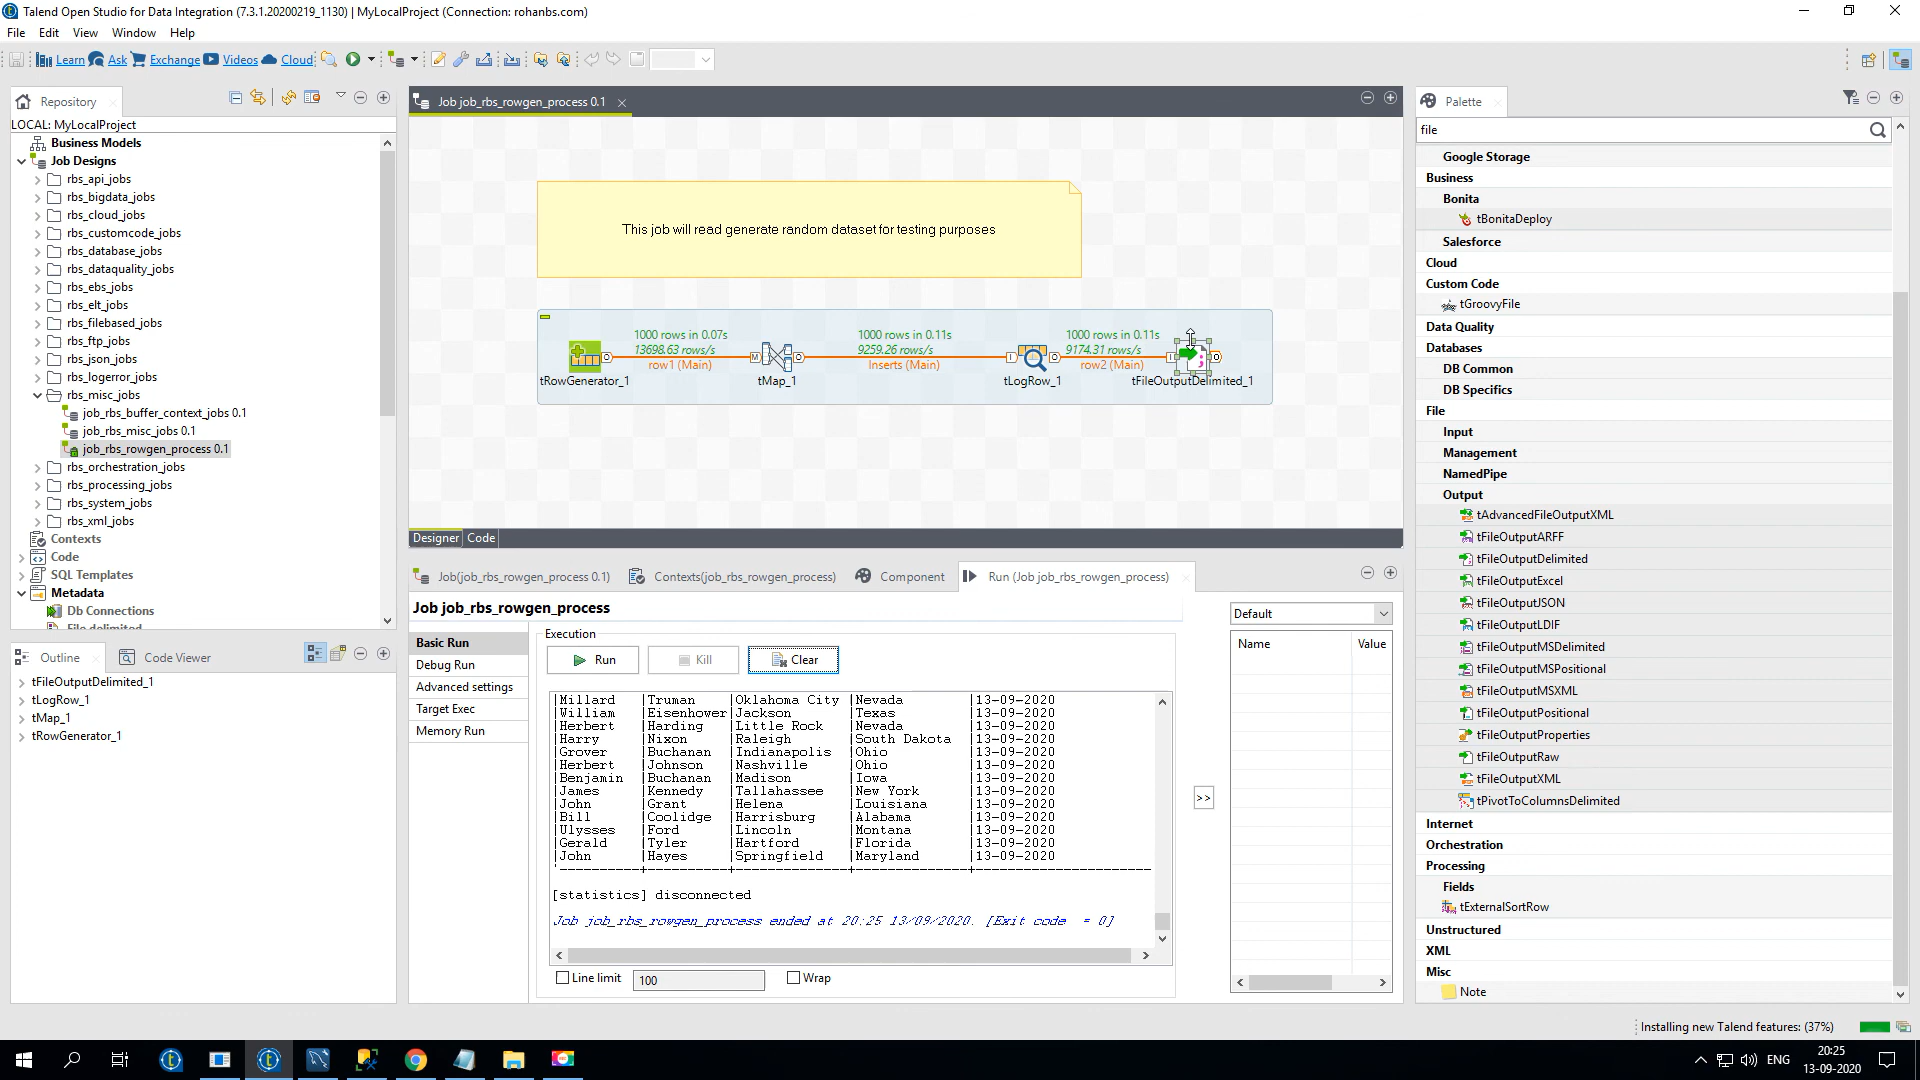 Talend Open Studio for Data Integration (7.3.1.20200219_1130) | MyLocalProject (Connection: rohanbs.com)
File Edit View Window Help
Learn Ask Exchange Videos Cloud
Repository
LOCAL: MyLocalProject
Business Models
Job Designs
rbs_api_jobs
rbs_bigdata_jobs
rbs_cloud_jobs
rbs_customcode_jobs
rbs_database_jobs
rbs_dataquality_jobs
rbs_ebs_jobs
rbs_elt_jobs
rbs_filebased_jobs
rbs_ftp_jobs
rbs_json_jobs
rbs_logerror_jobs
rbs_misc_jobs
job_rbs_buffer_context_jobs 0.1
job_rbs_misc_jobs 0.1
job_rbs_rowgen_process 0.1
rbs_orchestration_jobs
rbs_processing_jobs
rbs_system_jobs
rbs_xml_jobs
Contexts
Code
SQL Templates
Metadata
Db Connections
File delimited
Outline Code Viewer
tFileOutputDelimited_1
tLogRow_1
tMap_1
tRowGenerator_1
Job job_rbs_rowgen_process 0.1
This job will read generate random dataset for testing purposes
1000 rows in 0.07s
13698.63 rows/s
row1 (Main)
1000 rows in 0.11s
9259.26 rows/s
Inserts (Main)
1000 rows in 0.11s
9174.31 rows/s
row2 (Main)
tRowGenerator_1 tMap_1 tLogRow_1 tFileOutputDelimited_1
Designer Code
Job(job_rbs_rowgen_process 0.1) Contexts(job_rbs_rowgen_process) Component Run (Job job_rbs_rowgen_process)
Job job_rbs_rowgen_process
Default
Basic Run
Debug Run
Advanced settings
Target Exec
Memory Run
Execution
Run Kill Clear
|Millard |Truman |Oklahoma City |Nevada |13-09-2020
|William |Eisenhower|Jackson |Texas |13-09-2020
|Herbert |Harding |Little Rock |Nevada |13-09-2020
|Harry |Nixon |Raleigh |South Dakota |13-09-2020
|Grover |Buchanan |Indianapolis |Ohio |13-09-2020
|Herbert |Johnson |Nashville |Ohio |13-09-2020
|Benjamin |Buchanan |Madison |Iowa |13-09-2020
|James |Kennedy |Tallahassee |New York |13-09-2020
|John |Grant |Helena |Louisiana |13-09-2020
|Bill |Coolidge |Harrisburg |Alabama |13-09-2020
|Ulysses |Ford |Lincoln |Montana |13-09-2020
|Gerald |Tyler |Hartford |Florida |13-09-2020
|John |Hayes |Springfield |Maryland |13-09-2020
[statistics] disconnected
Job job_rbs_rowgen_process ended at 20:25 13/09/2020. [Exit code = 0]
Line limit 100 Wrap
>>
Name Value
Palette
file
Google Storage
Business
Bonita
tBonitaDeploy
Salesforce
Cloud
Custom Code
tGroovyFile
Data Quality
Databases
DB Common
DB Specifics
File
Input
Management
NamedPipe
Output
tAdvancedFileOutputXML
tFileOutputARFF
tFileOutputDelimited
tFileOutputExcel
tFileOutputJSON
tFileOutputLDIF
tFileOutputMSDelimited
tFileOutputMSPositional
tFileOutputMSXML
tFileOutputPositional
tFileOutputProperties
tFileOutputRaw
tFileOutputXML
tPivotToColumnsDelimited
Internet
Orchestration
Processing
Fields
tExternalSortRow
Unstructured
XML
Misc
Note
Installing new Talend features: (37%)
ENG
20:25
13-09-2020